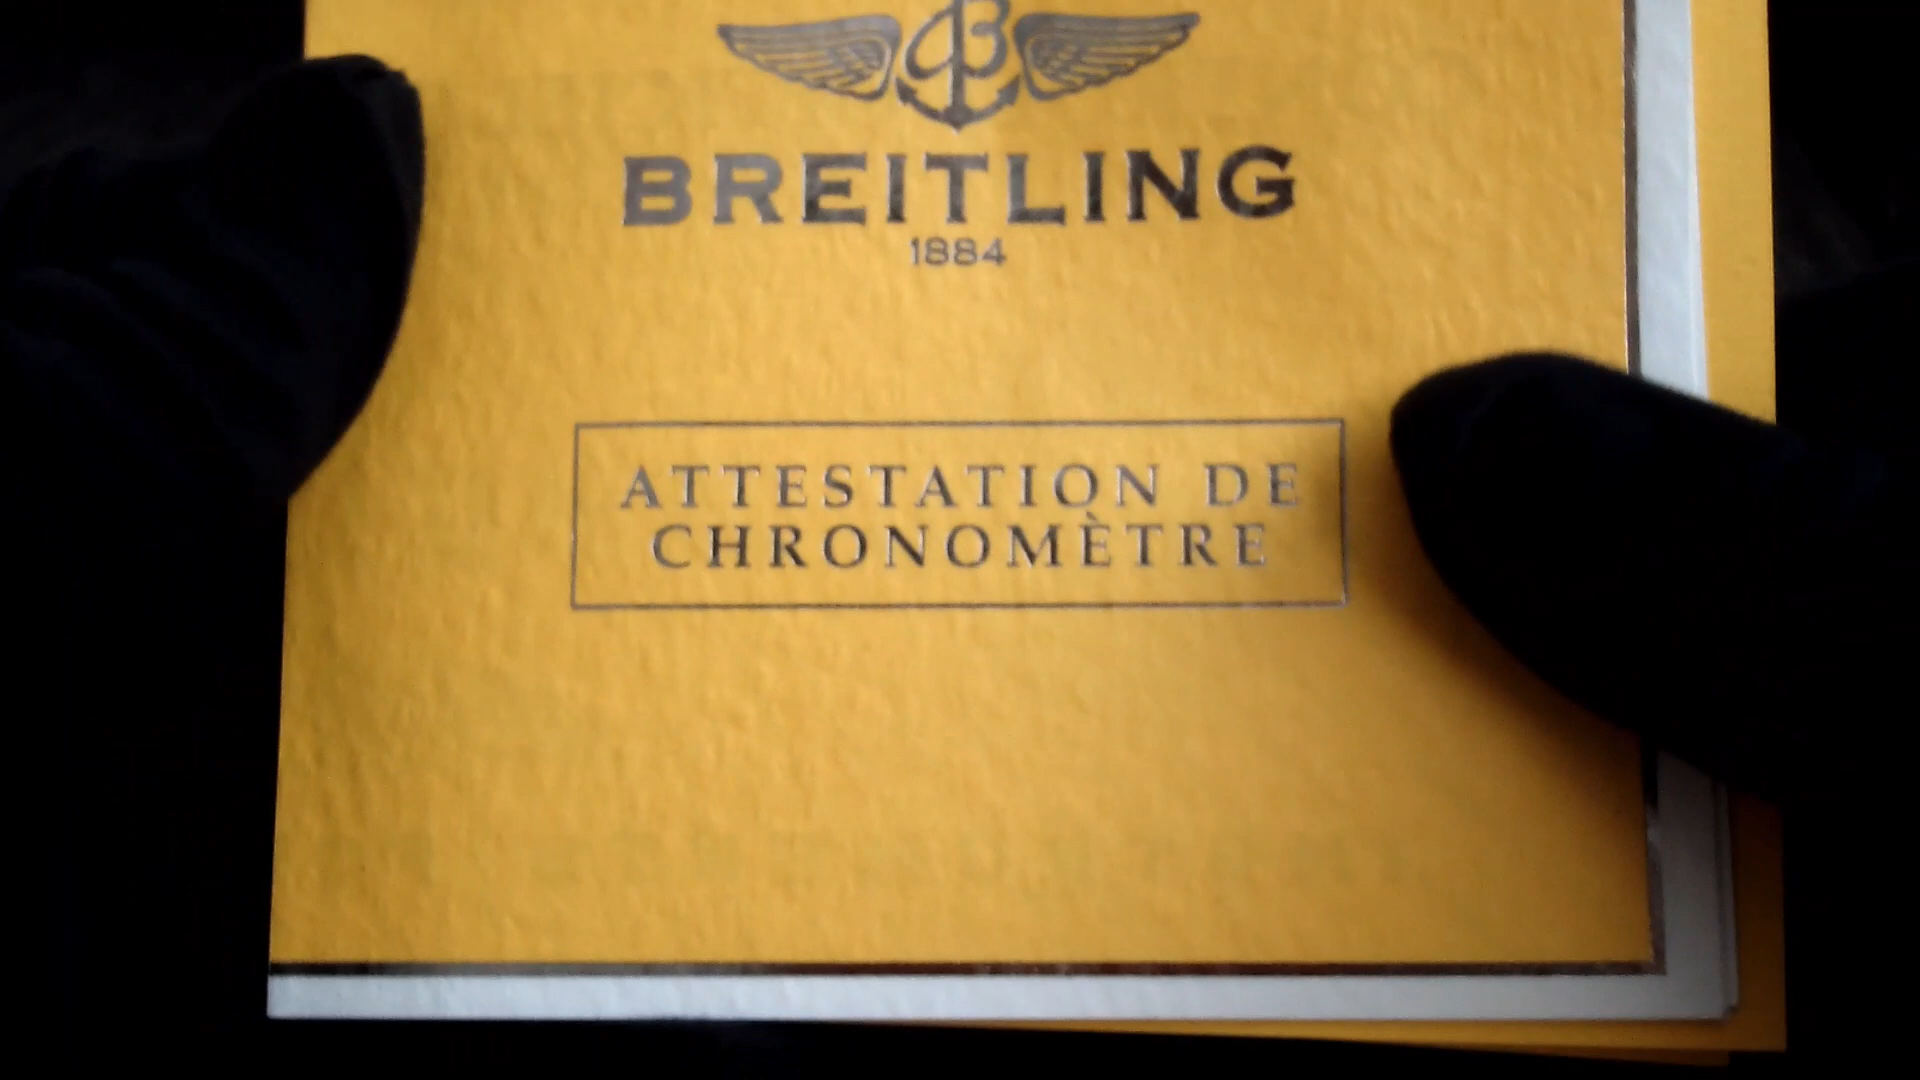 B
BREITLING
1884
ATTESTATION DE
CHRONOMÈTRE